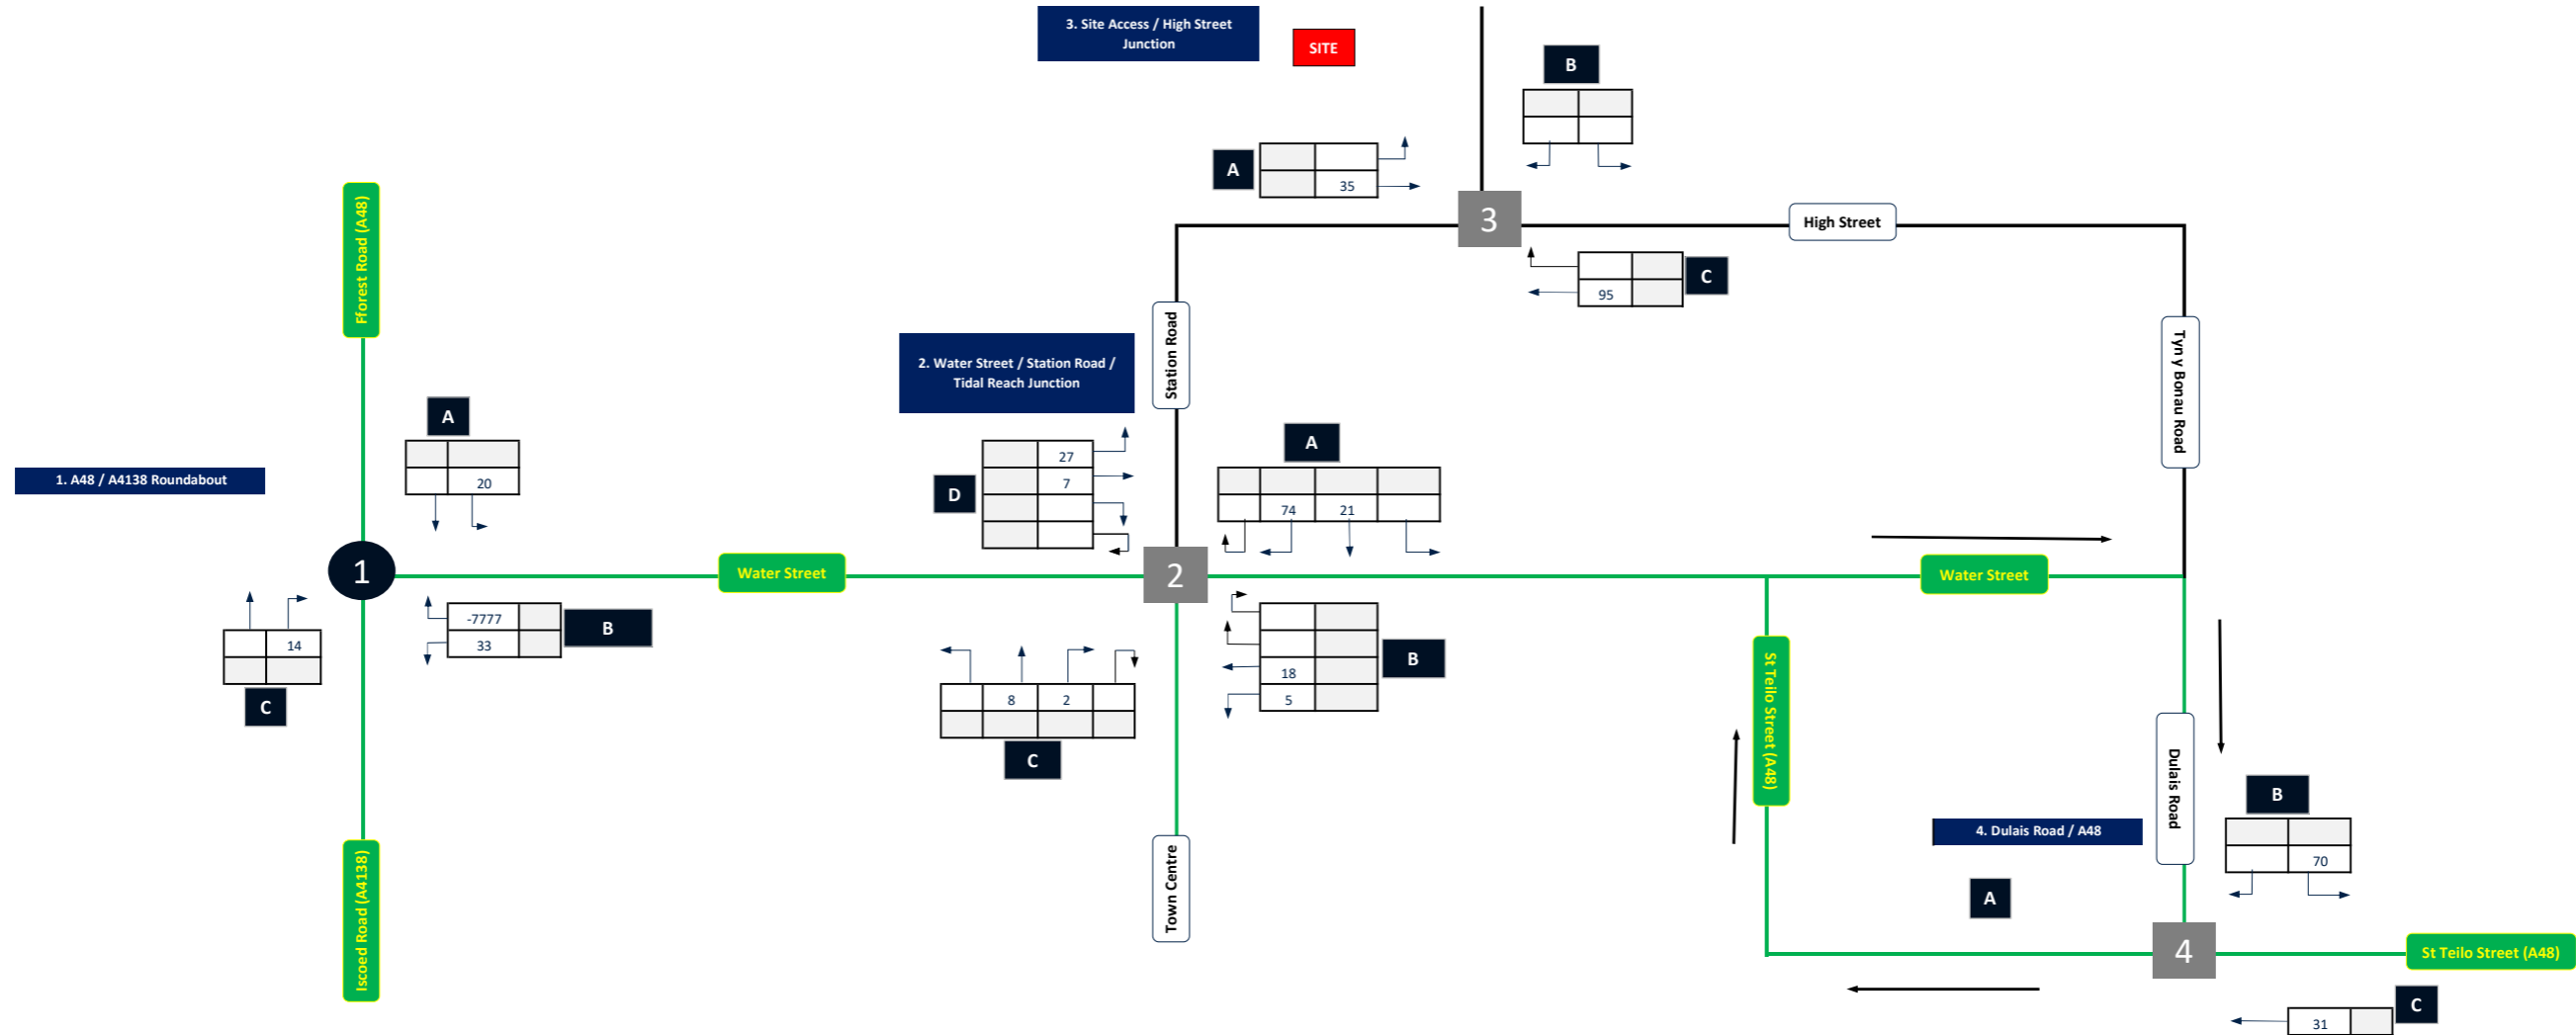 3. Site Access / High Street
Junction
SITE
B
A
35
3
High Street
C
95
Fforest Road (A48)
Station Road
Tyn y Bonau Road
2. Water Street / Station Road /
Tidal Reach Junction
A
20
1. A48 / A4138 Roundabout
D
27
7
A
74 21
1
Water Street
2
Water Street
14
C
-7777
33
B
8 2
C
18
5
B
St Teilo Street (A48)
Dulais Road
Iscoed Road (A4138)
Town Centre
4. Dulais Road / A48
B
70
A
4
St Teilo Street (A48)
C
31